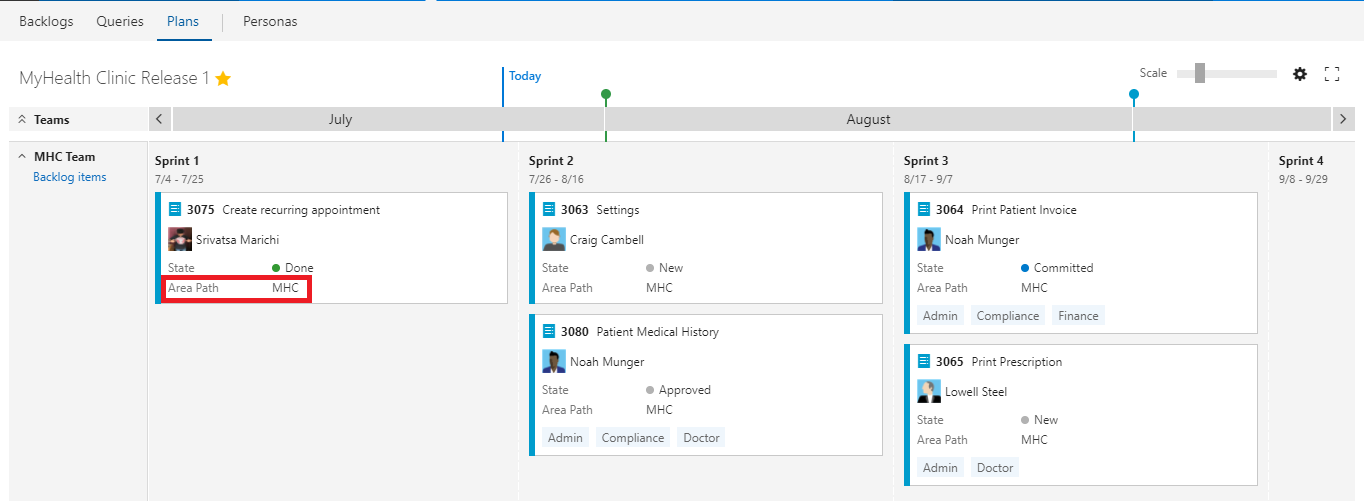 Backlogs Queries Plans Personas
MyHealth Clinic Release 1
Today
Scale
Teams
July
August
MHC Team
Backlog items
Sprint 1
7/4 - 7/25
3075 Create recurring appointment
Srivatsa Marichi
State Done
Area Path MHC
Sprint 2
7/26 - 8/16
3063 Settings
Craig Cambell
State New
Area Path MHC
3080 Patient Medical History
Noah Munger
State Approved
Area Path MHC
Admin Compliance Doctor
Sprint 3
8/17 - 9/7
3064 Print Patient Invoice
Noah Munger
State Committed
Area Path MHC
Admin Compliance Finance
3065 Print Prescription
Lowell Steel
State New
Area Path MHC
Admin Doctor
Sprint 4
9/8 - 9/29